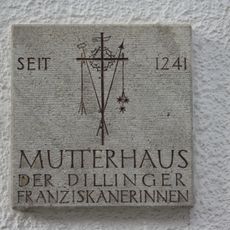 SEIT 1241
MUTTERHAUS
DER DILLINGER
FRANZISKANERINNEN